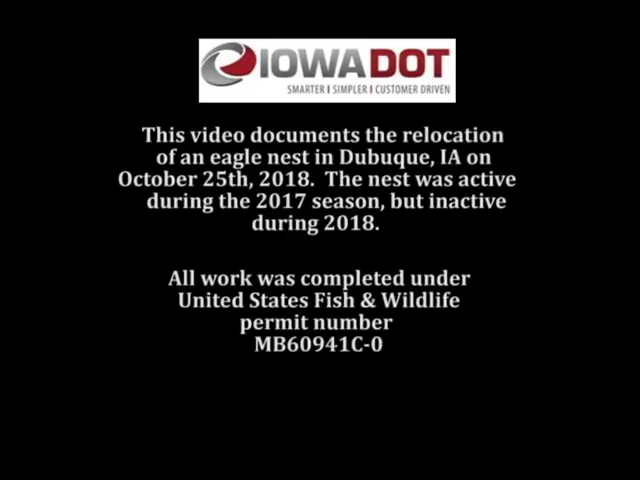 IOWADOT
SMARTER I SIMPLER I CUSTOMER DRIVEN
This video documents the relocation
of an eagle nest in Dubuque, IA on
October 25th, 2018. The nest was active
during the 2017 season, but inactive
during 2018.
All work was completed under
United States Fish & Wildlife
permit number
MB60941C-0